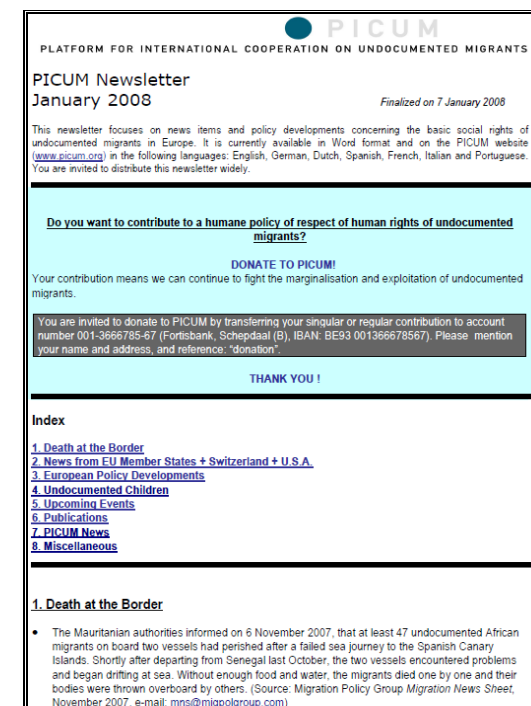 PICUM
PLATFORM FOR INTERNATIONAL COOPERATION ON UNDOCUMENTED MIGRANTS
PICUM Newsletter
January 2008
Finalized on 7 January 2008
This newsletter focuses on news items and policy developments concerning the basic social rights of
undocumented migrants in Europe. It is currently available in Word format and on the PICUM website
(www.picum.org) in the following languages: English, German, Dutch, Spanish, French, Italian and Portuguese.
You are invited to distribute this newsletter widely.
Do you want to contribute to a humane policy of respect of human rights of undocumented
migrants?
DONATE TO PICUM!
Your contribution means we can continue to fight the marginalisation and exploitation of undocumented
migrants.
You are invited to donate to PICUM by transferring your singular or regular contribution to account
number 001-3666785-67 (Fortisbank, Schepdaal (B), IBAN: BE93 001366678567). Please mention
your name and address, and reference: “donation”.
THANK YOU !
Index
1. Death at the Border
2. News from EU Member States + Switzerland + U.S.A.
3. European Policy Developments
4. Undocumented Children
5. Upcoming Events
6. Publications
7. PICUM News
8. Miscellaneous
1. Death at the Border
• The Mauritanian authorities informed on 6 November 2007, that at least 47 undocumented African
migrants on board two vessels had perished after a failed sea journey to the Spanish Canary
Islands. Shortly after departing from Senegal last October, the two vessels encountered problems
and began drifting at sea. Without enough food and water, the migrants died one by one and their
bodies were thrown overboard by others. (Source: Migration Policy Group Migration News Sheet,
November 2007, e-mail: mns@migpolgroup.com)